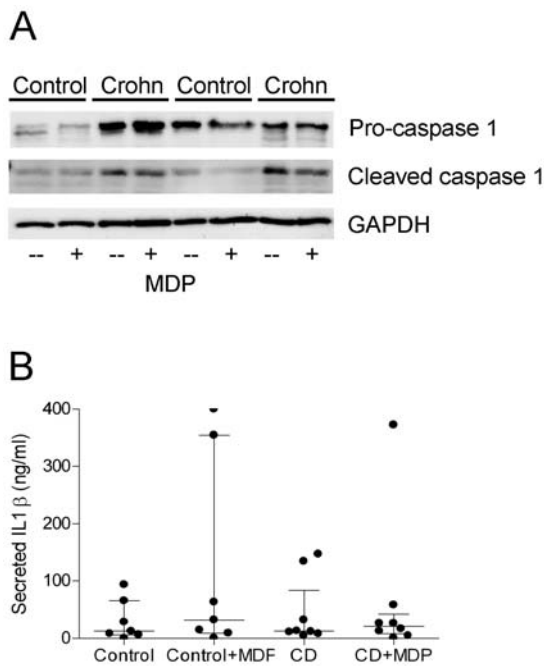 A
Control Crohn Control Crohn
Pro-caspase 1
Cleaved caspase 1
GAPDH
-- + -- + -- + -- +
MDP
B
Secreted IL1 β (ng/ml)
400
300
200
100
0
Control Control+MDF CD CD+MDP